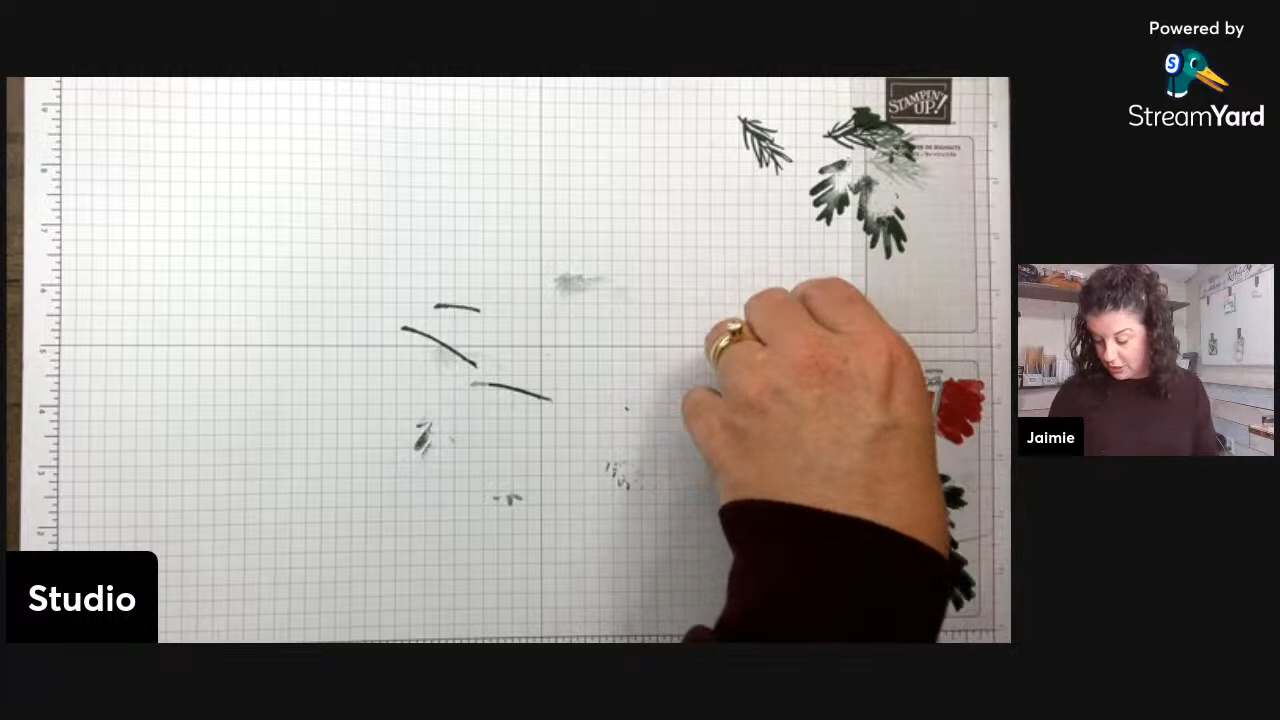 Powered by
StreamYard
STAMPIN' UP!
Jaimie
Studio